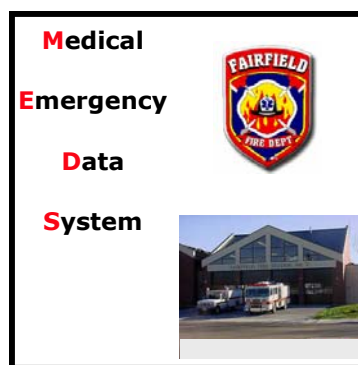 Medical
Emergency
Data
System
FAIRFIELD
FIRE DEPT